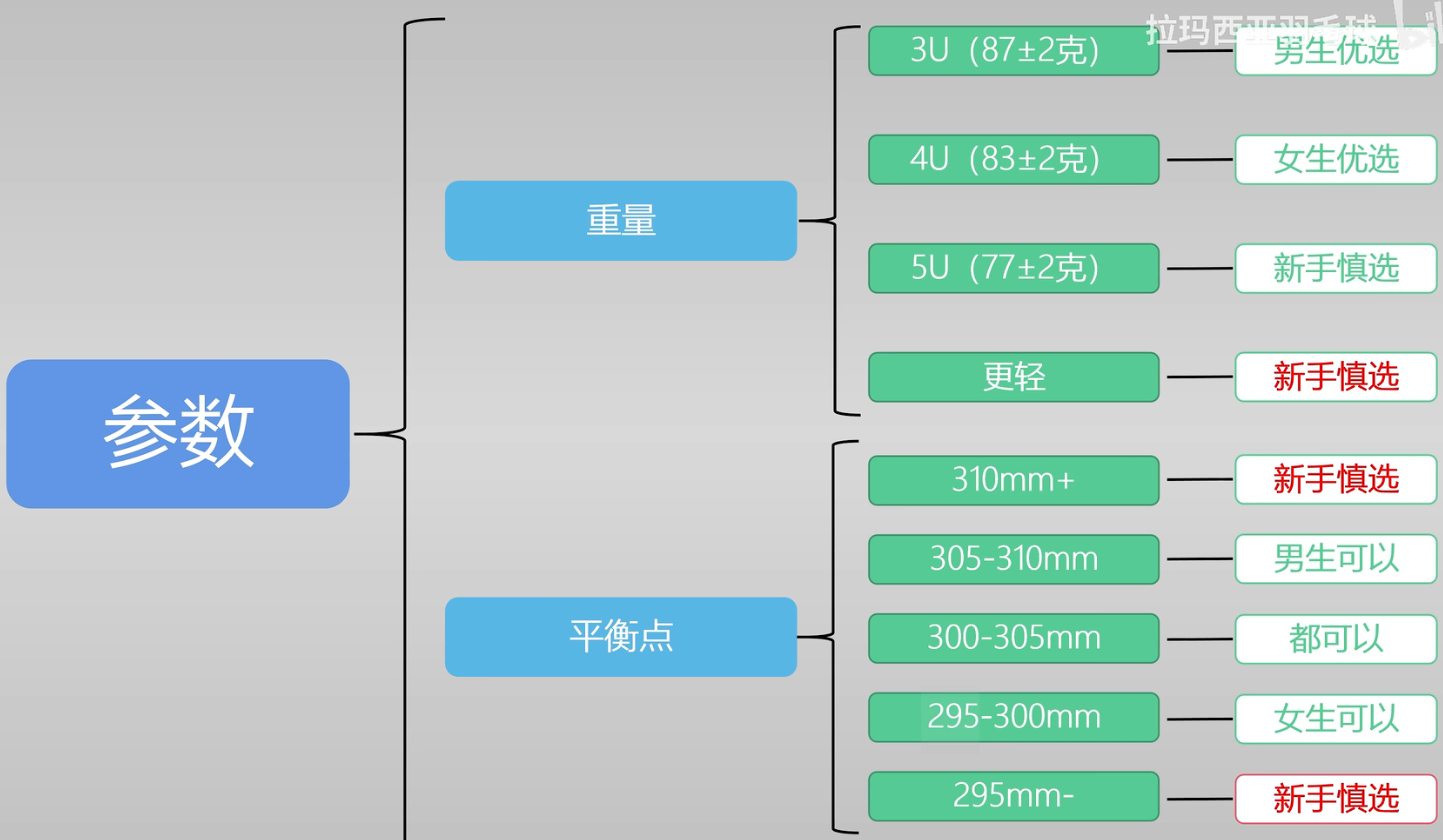 拉玛西亚羽毛球
参数
重量
3U（87±2克） 男生优选
4U（83±2克） 女生优选
5U（77±2克） 新手慎选
更轻 新手慎选
平衡点
310mm+ 新手慎选
305-310mm 男生可以
300-305mm 都可以
295-300mm 女生可以
295mm- 新手慎选